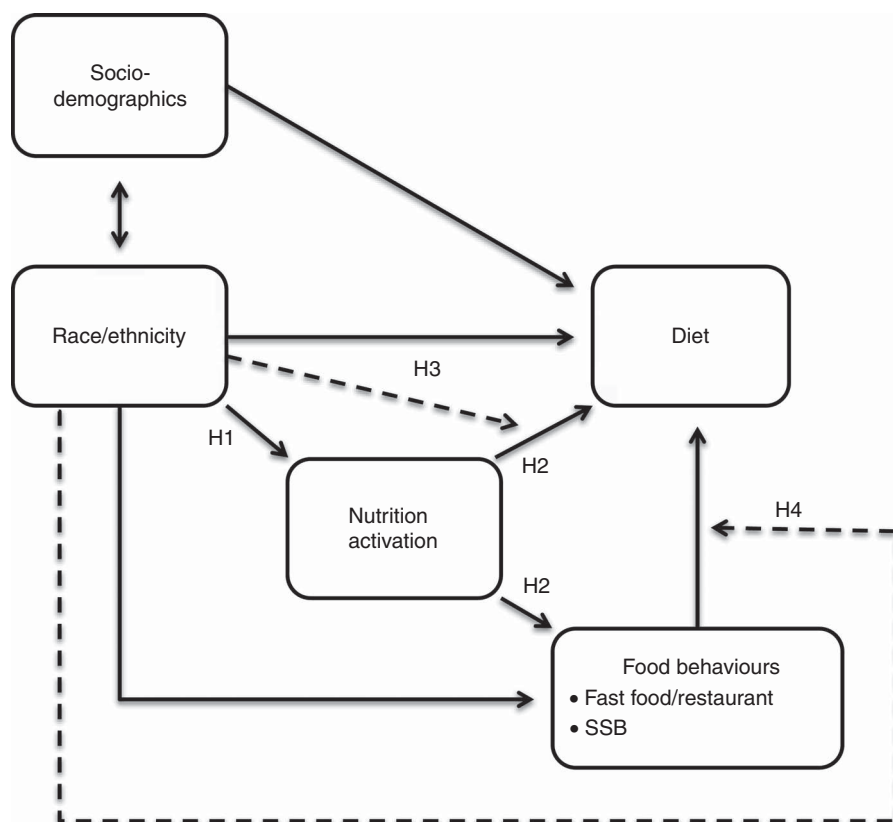 Socio-
demographics
Race/ethnicity
Diet
H3
H1
H2
Nutrition
activation
H4
H2
Food behaviours
• Fast food/restaurant
• SSB